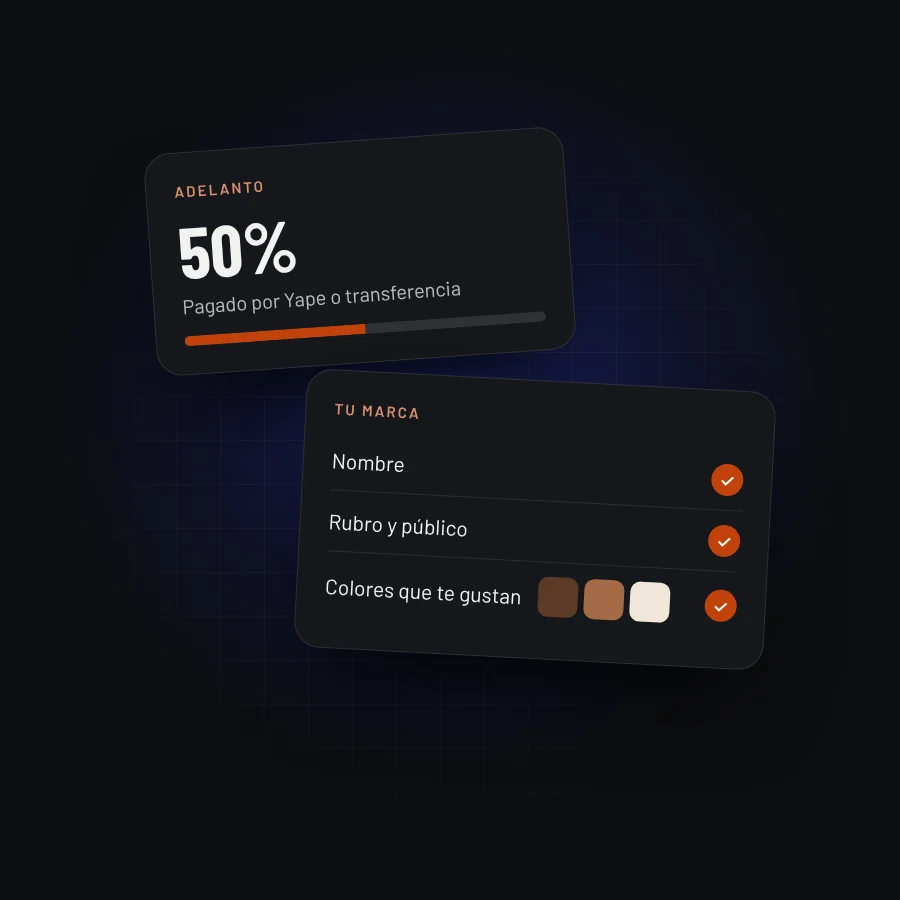 ADELANTO
50%
Pagado por Yape o transferencia
TU MARCA
Nombre
Rubro y público
Colores que te gustan